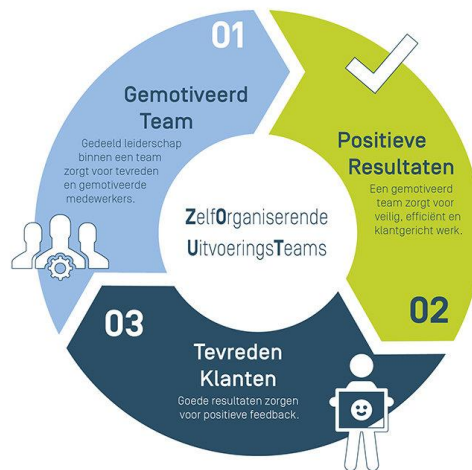 01
Gemotiveerd
Team
Gedeeld leiderschap
binnen een team
zorgt voor tevreden
en gemotiveerde
medewerkers.
Positieve
Resultaten
Een gemotiveerd
team zorgt voor
veilig, efficiënt en
klantgericht werk.
02
ZelfOrganiserende
UitvoeringsTeams
03
Tevreden
Klanten
Goede resultaten zorgen
voor positieve feedback.